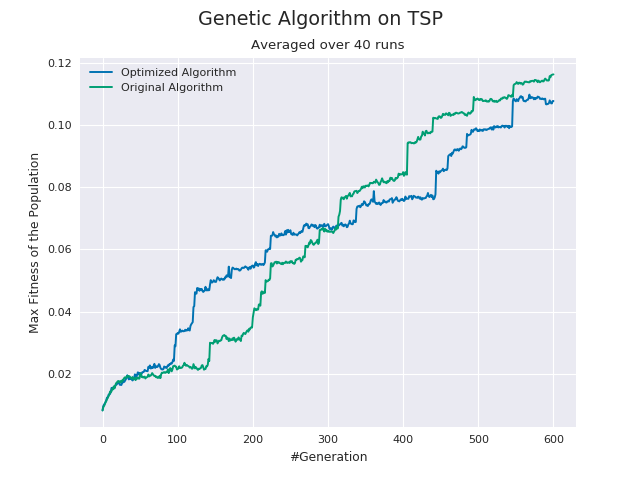 Genetic Algorithm on TSP
Averaged over 40 runs
Optimized Algorithm
Original Algorithm
Max Fitness of the Population
0.12
0.10
0.08
0.06
0.04
0.02
0 100 200 300 400 500 600
#Generation